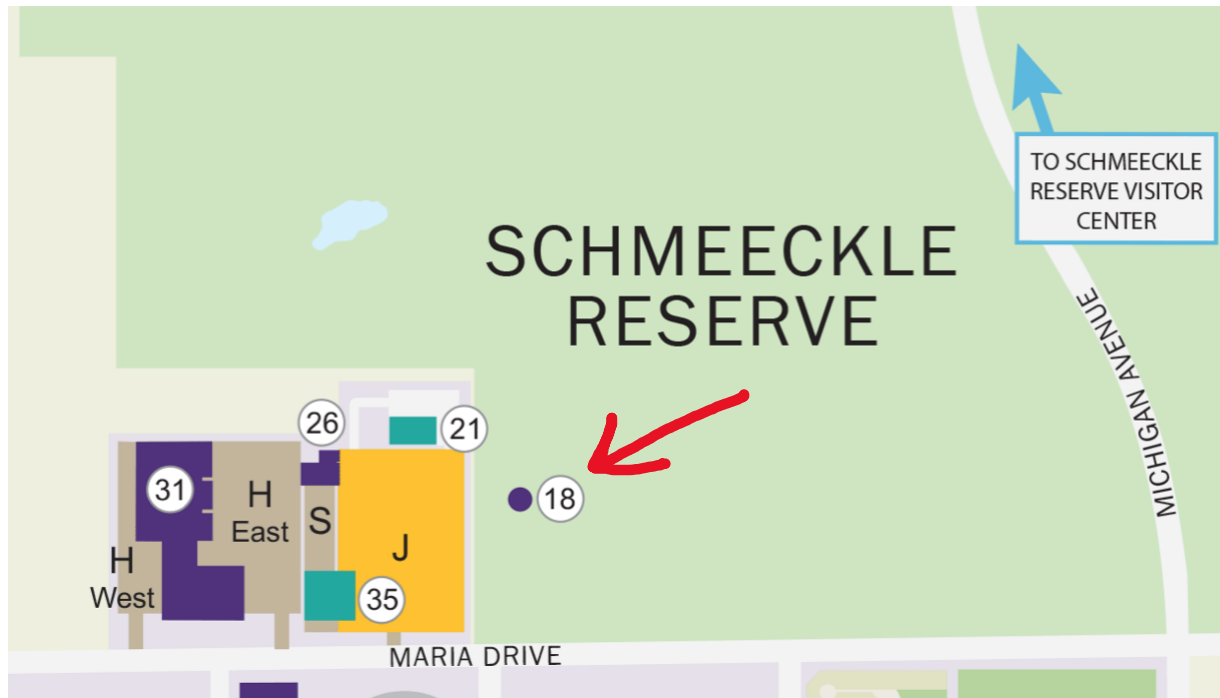 TO SCHMEECKLE
RESERVE VISITOR
CENTER
SCHMEECKLE
RESERVE
MICHIGAN AVENUE
26
21
31
H
East
S
J
18
H
West
35
MARIA DRIVE